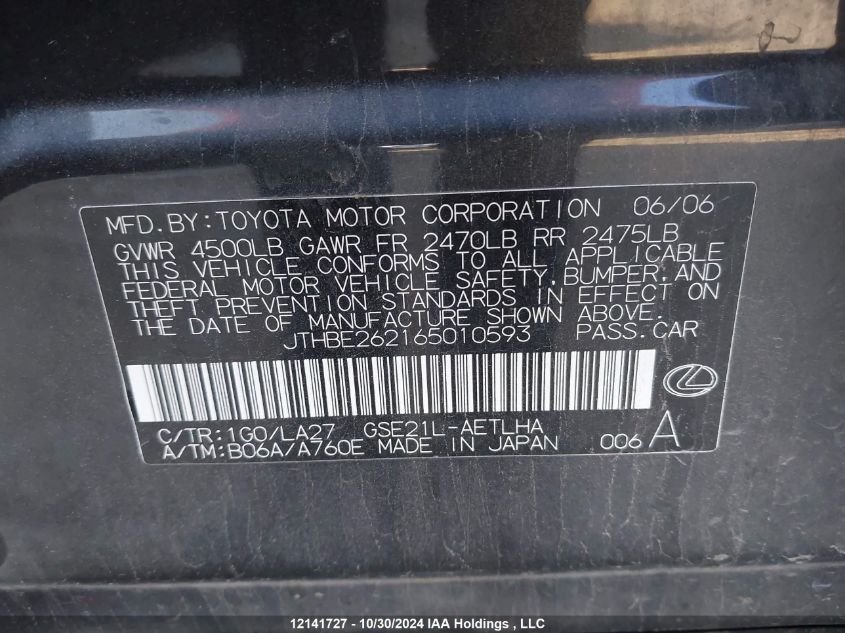 MFD.BY:TOYOTA MOTOR CORPORATION 06/06
GVWR 4500LB GAWR FR 2470LB RR 2475LB
THIS VEHICLE CONFORMS TO ALL APPLICABLE
FEDERAL MOTOR VEHICLE SAFETY,BUMPER,AND
THEFT PREVENTION STANDARDS IN EFFECT ON
THE DATE OF MANUFACTURE SHOWN ABOVE.
JTHBE262165010593 PASS.CAR
C/TR:1G0/LA27 GSE21L-AETLHA
A/TM:B06A/A760E MADE IN JAPAN 006 A
12141727 - 10/30/2024 IAA Holdings , LLC